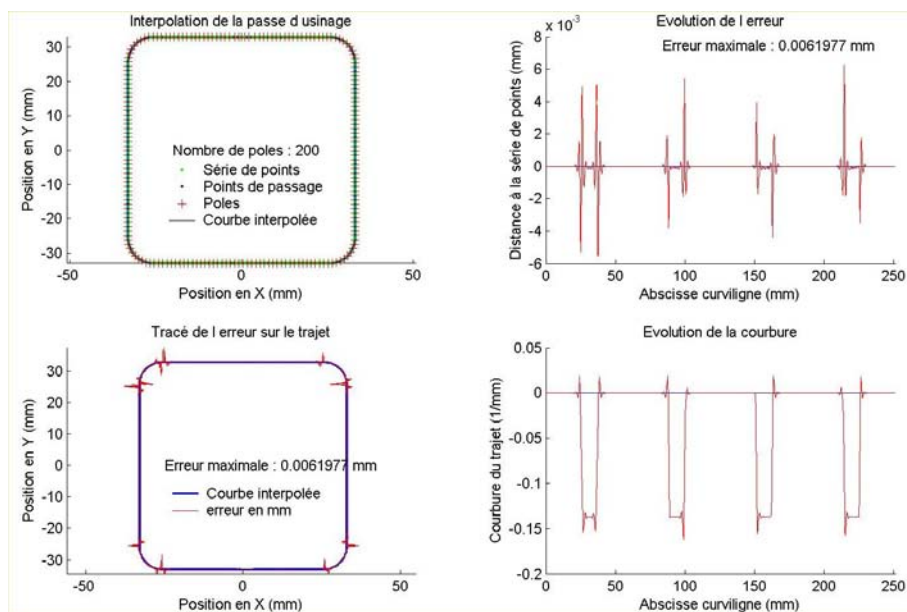 Interpolation de la passe d usinage
30
20
10
0
-10
-20
-30
Position en Y (mm)
Nombre de poles : 200
Série de points
Points de passage
Poles
Courbe interpolée
-50
0
50
Position en X (mm)
Evolution de l erreur
x 10-3
Erreur maximale : 0.0061977 mm
8
6
4
2
0
-2
-4
-6
Distance à la série de points (mm)
0
50
100
150
200
250
Abscisse curviligne (mm)
Tracé de l erreur sur le trajet
30
20
10
0
-10
-20
-30
Position en Y (mm)
Erreur maximale : 0.0061977 mm
Courbe interpolée
erreur en mm
-50
0
50
Position en X (mm)
Evolution de la courbure
0.05
0
-0.05
-0.1
-0.15
-0.2
Courbure du trajet (1/mm)
0
50
100
150
200
250
Abscisse curviligne (mm)